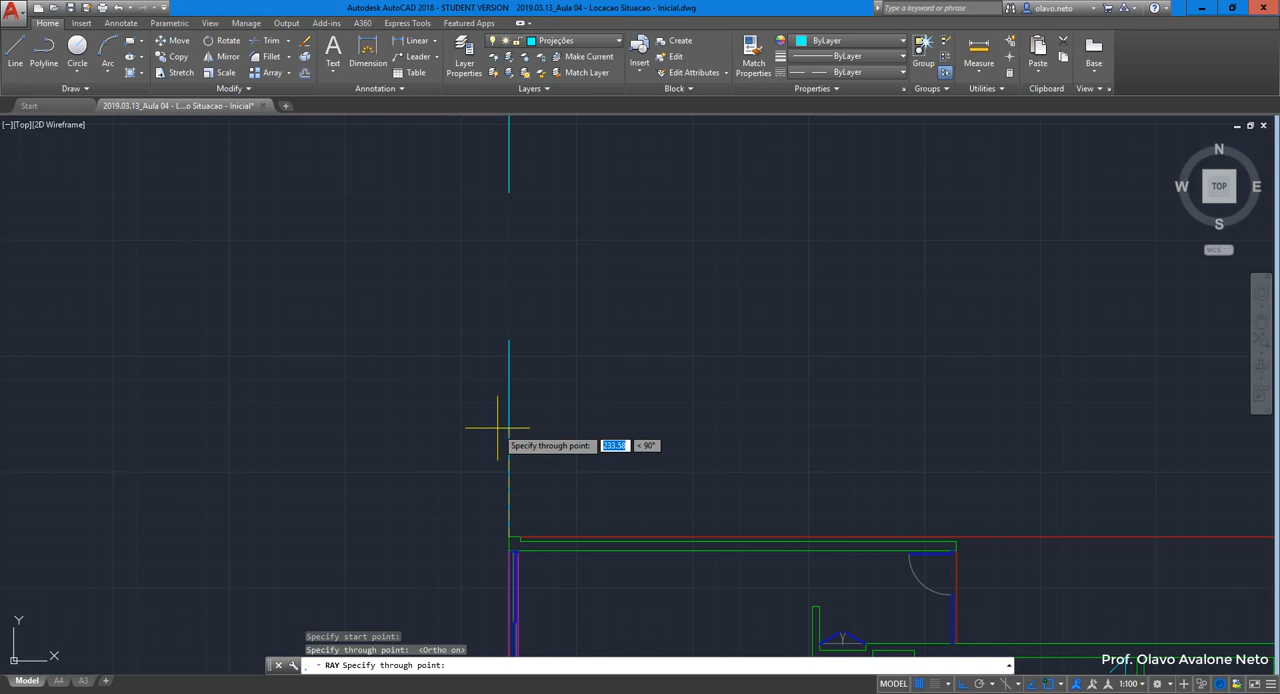 Autodesk AutoCAD 2018 - STUDENT VERSION 2019.03.13_Aula 04 - Locacao Situacao - Inicial.dwg
Type a keyword or phrase
olavo.neto
Home Insert Annotate Parametric View Manage Output Add-ins A360 Express Tools Featured Apps
Line
Polyline
Circle
Arc
Move
Rotate
Trim
Copy
Mirror
Fillet
Stretch
Scale
Array
Text
Dimension
Linear
Leader
Table
Layer
Properties
Projeções
Make Current
Match Layer
Insert
Create
Edit
Edit Attributes
Match
Properties
ByLayer
ByLayer
ByLayer
Group
Measure
Paste
Base
Draw
Modify
Annotation
Layers
Block
Properties
Groups
Utilities
Clipboard
View
Start
2019.03.13_Aula 04 - L...o Situacao - Inicial*
[−][Top][2D Wireframe]
N
W
TOP
E
S
WCS
Specify through point: 233.58 < 90°
Y
X
Specify start point:
Specify through point: <Ortho on>
RAY Specify through point:
Prof. Olavo Avalone Neto
Model A4 A3
MODEL
1:100